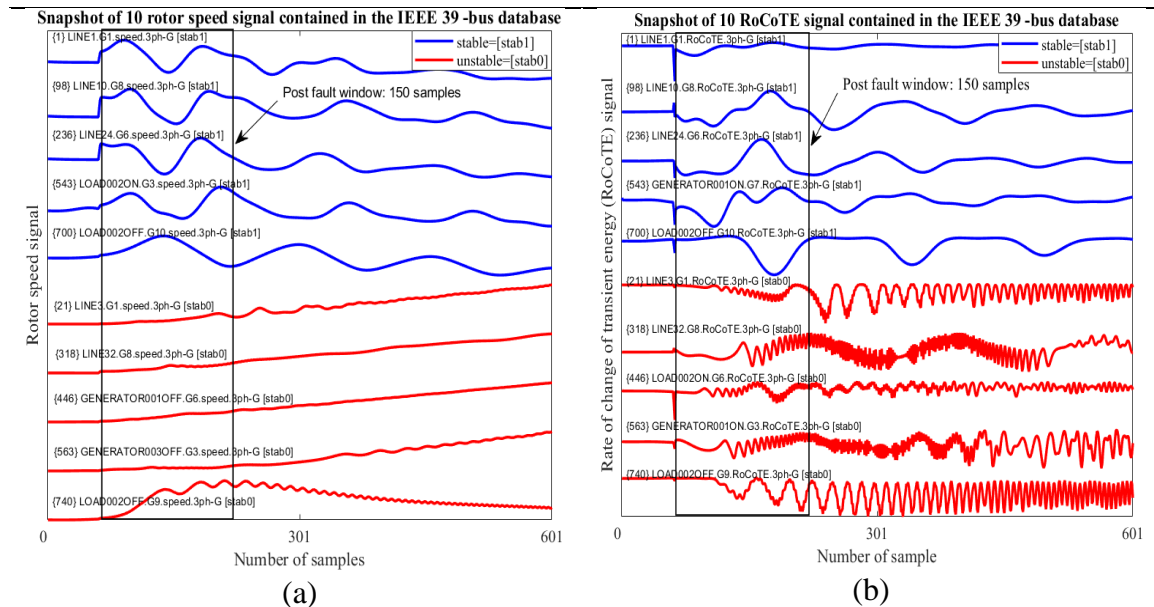 Snapshot of 10 rotor speed signal contained in the IEEE 39 -bus database
stable=[stab1]
unstable=[stab0]
Post fault window: 150 samples
{1} LINE1.G1.speed.3ph-G [stab1]
{98} LINE10.G8.speed.3ph-G [stab1]
{236} LINE24.G6.speed.3ph-G [stab1]
{543} LOAD002ON.G3.speed.3ph-G [stab1]
{700} LOAD002OFF.G10.speed.3ph-G [stab1]
{21} LINE3.G1.speed.3ph-G [stab0]
{318} LINE32.G8.speed.3ph-G [stab0]
{446} GENERATOR001OFF.G6.speed.3ph-G [stab0]
{563} GENERATOR003OFF.G3.speed.3ph-G [stab0]
{740} LOAD002OFF.G9.speed.3ph-G [stab0]
Rotor speed signal
0
301
601
Number of samples
(a)
Snapshot of 10 RoCoTE signal contained in the IEEE 39 -bus database
stable=[stab1]
unstable=[stab0]
Post fault window: 150 samples
{1} LINE1.G1.RoCoTE.3ph-G [stab1]
{98} LINE10.G8.RoCoTE.3ph-G [stab1]
{236} LINE24.G6.RoCoTE.3ph-G [stab1]
{543} GENERATOR001ON.G7.RoCoTE.3ph-G [stab1]
{700} LOAD002OFF.G10.RoCoTE.3ph-G [stab1]
{21} LINE3.G1.RoCoTE.3ph-G [stab0]
{318} LINE32.G8.RoCoTE.3ph-G [stab0]
{446} LOAD002ON.G6.RoCoTE.3ph-G [stab0]
{563} GENERATOR001ON.G3.RoCoTE.3ph-G [stab0]
{740} LOAD002OFF.G9.RoCoTE.3ph-G [stab0]
Rate of change of transient energy (RoCoTE) signal
0
301
601
Number of sample
(b)